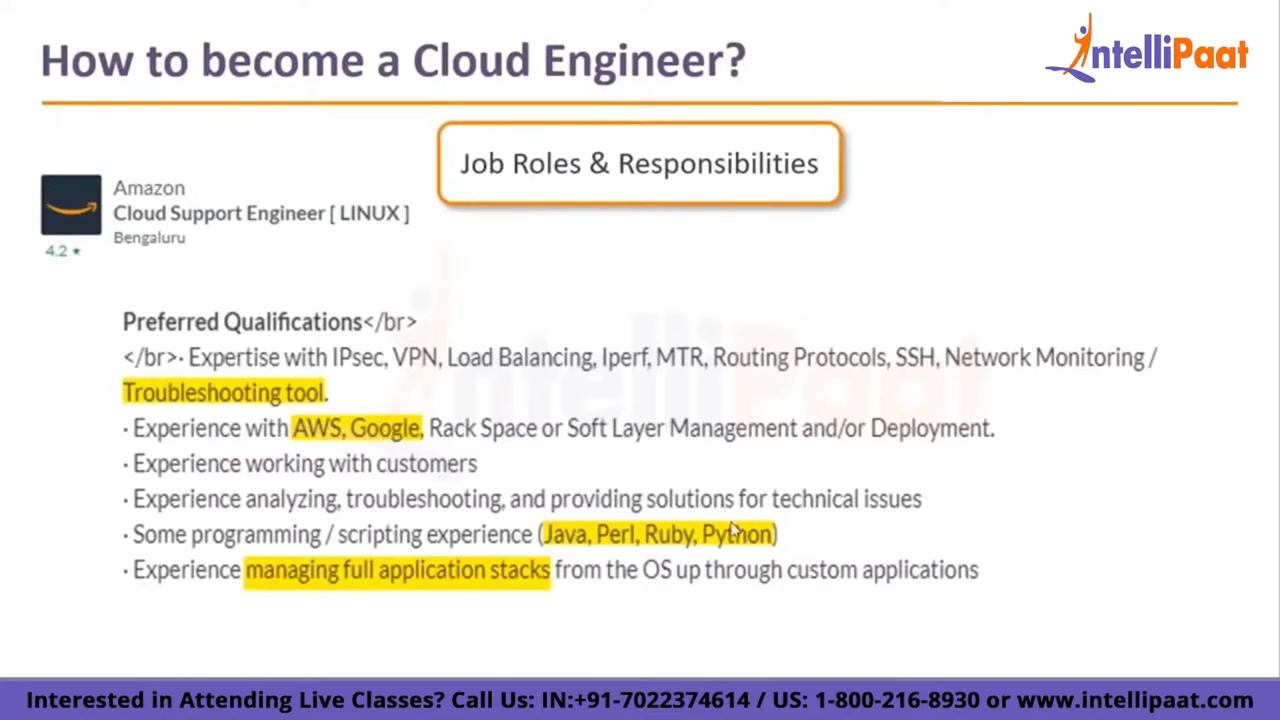 How to become a Cloud Engineer?
IntelliPaat
Job Roles & Responsibilities
Amazon
Cloud Support Engineer [ LINUX ]
Bengaluru
4.2 ★
Preferred Qualifications</br>
</br>· Expertise with IPsec, VPN, Load Balancing, Iperf, MTR, Routing Protocols, SSH, Network Monitoring /
Troubleshooting tool.
· Experience with AWS, Google, Rack Space or Soft Layer Management and/or Deployment.
· Experience working with customers
· Experience analyzing, troubleshooting, and providing solutions for technical issues
· Some programming / scripting experience (Java, Perl, Ruby, Python)
· Experience managing full application stacks from the OS up through custom applications
IntelliPaat
Interested in Attending Live Classes? Call Us: IN:+91-7022374614 / US: 1-800-216-8930 or www.intellipaat.com